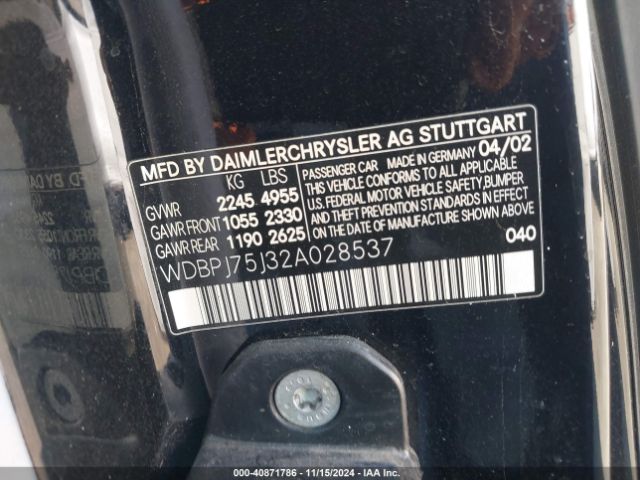 MFD BY DAIMLERCHRYSLER AG STUTTGART
KG LBS
GVWR 2245 4955
GAWR FRONT 1055 2330
GAWR REAR 1190 2625
PASSENGER CAR MADE IN GERMANY 04/02
THIS VEHICLE CONFORMS TO ALL APPLICABLE
U.S. FEDERAL MOTOR VEHICLE SAFETY, BUMPER
AND THEFT PREVENTION STANDARDS IN EFFECT
ON THE DATE OF MANUFACTURE SHOWN ABOVE.
040
WDBPJ75J32A028537
000-40871786 | 11/15/2024 | IAA Inc.